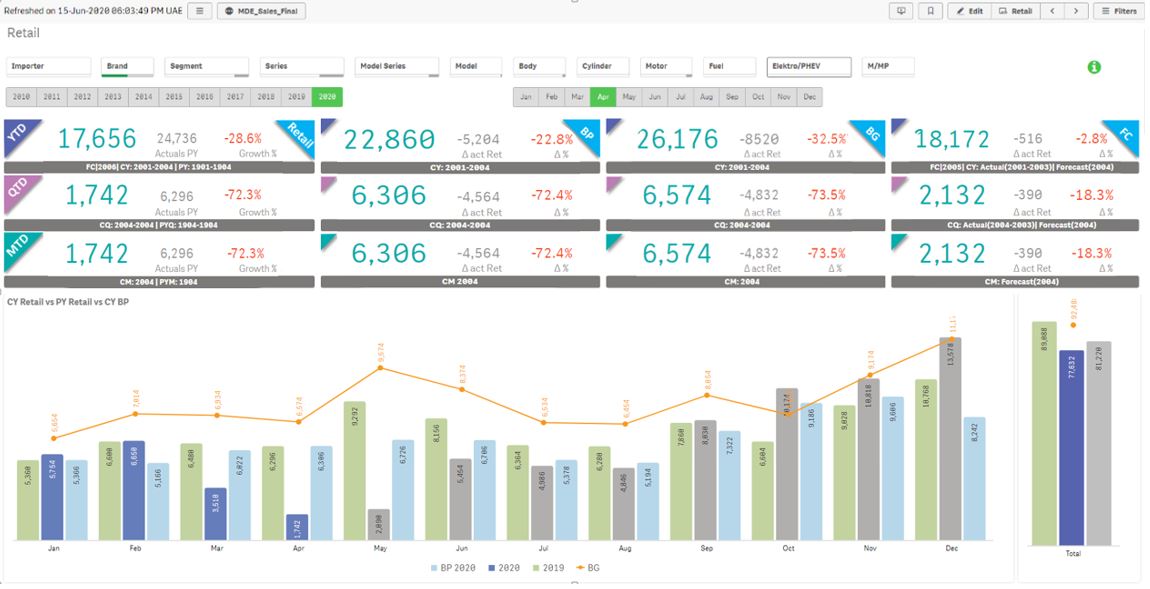 Refreshed on 15-Jun-2020 06:03:49 PM UAE MDE_Sales_Final Edit Retail Filters
Retail
Importer Brand Segment Series Model Series Model Body Cylinder Motor Fuel Elektro/PHEV M/MP
2010 2011 2012 2013 2014 2015 2016 2017 2018 2019 2020 Jan Feb Mar Apr May Jun Jul Aug Sep Oct Nov Dec
YTD 17,656 24,736 -28.6% Retail 22,860 -5,204 -22.8% BP 26,176 -8520 -32.5% BG 18,172 -516 -2.8% FC
Actuals PY Growth % Δ act Ret Δ % Δ act Ret Δ % Δ act Ret Δ %
FC|2006| CY: 2001-2004 | PY: 1901-1904 CY: 2001-2004 CY: 2001-2004 FC|2005| CY: Actual(2001-2003)| Forecast(2004)
QTD 1,742 6,296 -72.3% 6,306 -4,564 -72.4% 6,574 -4,832 -73.5% 2,132 -390 -18.3%
Actuals PY Growth % Δ act Ret Δ % Δ act Ret Δ % Δ act Ret Δ %
CQ: 2004-2004 | PYQ: 1904-1904 CQ: 2004-2004 CQ: 2004-2004 CQ: Actual(2004-2003)| Forecast(2004)
MTD 1,742 6,296 -72.3% 6,306 -4,564 -72.4% 6,574 -4,832 -73.5% 2,132 -390 -18.3%
Actuals PY Growth % Δ act Ret Δ % Δ act Ret Δ % Δ act Ret Δ %
CM: 2004 | PYM: 1904 CM 2004 CM: 2004 CM: Forecast(2004)
CY Retail vs PY Retail vs CY BP
5,654 7,014 6,934 6,574 9,674 8,374 6,534 6,454 8,054 9,174
5,360 5,754 5,366
6,600 6,650 5,166
6,480 3,510 6,022
6,296 1,742 6,306
9,292 2,090 6,726
8,156 5,454 6,706
6,364 4,986 5,378
6,280 4,846 5,194
7,860 8,030 7,322
6,604 10,174 9,186
9,028 10,818 9,606
10,768 13,578 8,242
89,088 77,632 81,220
Jan Feb Mar Apr May Jun Jul Aug Sep Oct Nov Dec Total
BP 2020 2020 2019 BG